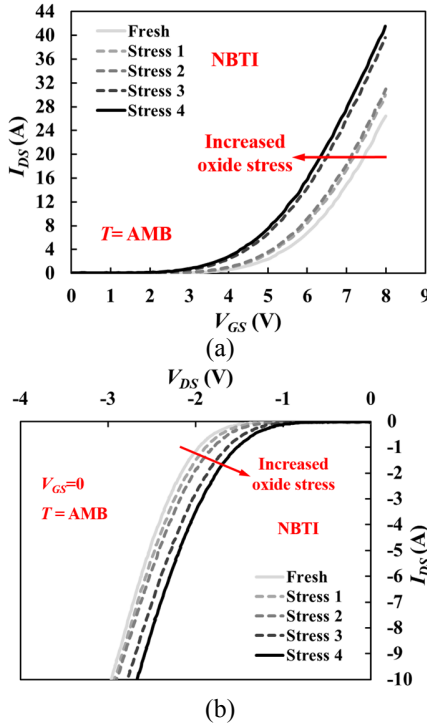 44
40
36
32
28
24
20
16
12
8
4
0
I_DS (A)
Fresh
Stress 1
Stress 2
Stress 3
Stress 4
NBTI
Increased
oxide stress
T= AMB
0 1 2 3 4 5 6 7 8 9
V_GS (V)
(a)
V_DS (V)
-4 -3 -2 -1 0
V_GS=0
T = AMB
Increased
oxide stress
NBTI
Fresh
Stress 1
Stress 2
Stress 3
Stress 4
0
-1
-2
-3
-4
-5
-6
-7
-8
-9
-10
I_DS (A)
(b)